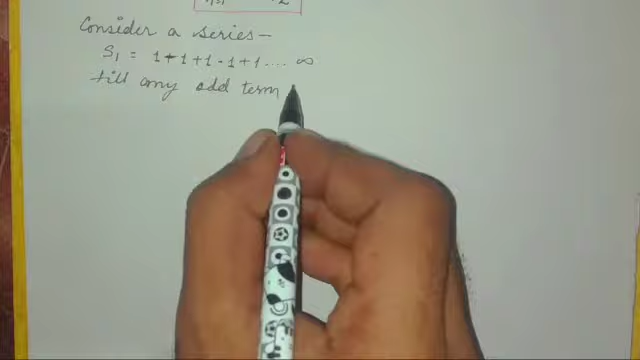 Consider a series—
S₁ = 1 - 1 + 1 - 1 + 1 .... ∞
till any odd term